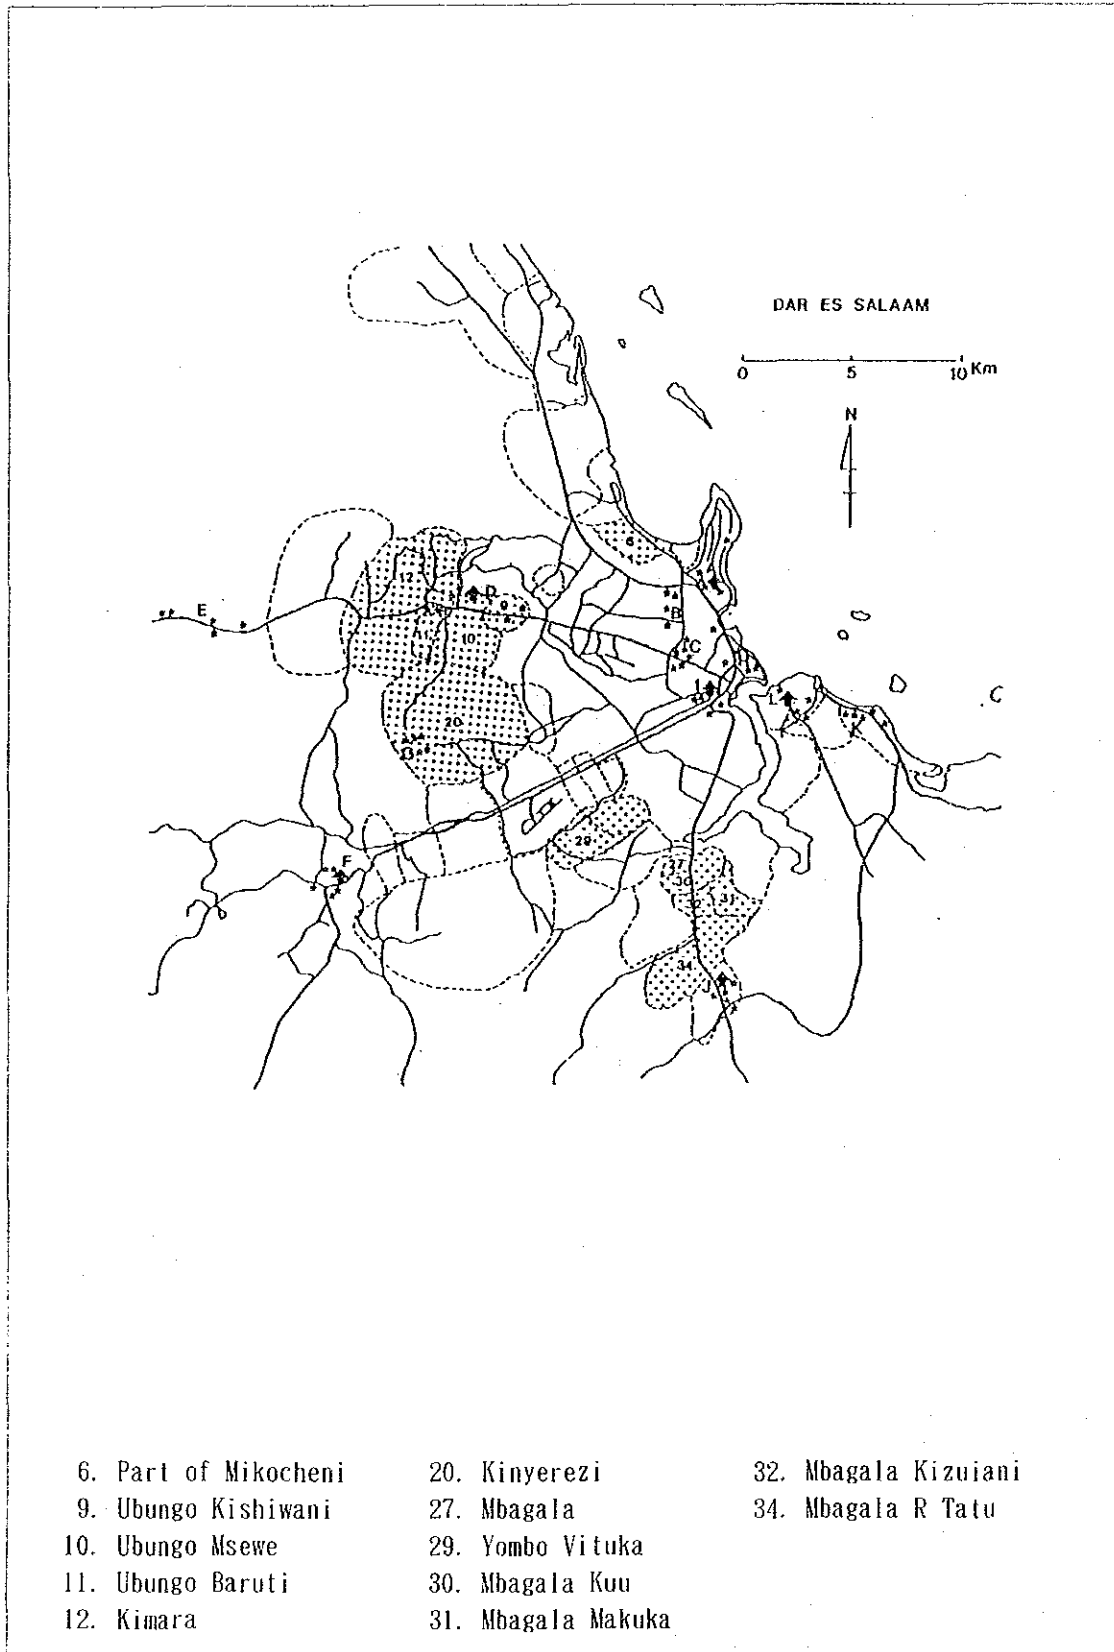 DAR ES SALAAM
0 5 10 Km
N
6
12
D
9
E
B
11
10
C
L
20
K
F
29
27
30
32
31
34
J
C
6. Part of Mikocheni
9. Ubungo Kishiwani
10. Ubungo Msewe
11. Ubungo Baruti
12. Kimara
20. Kinyerezi
27. Mbagala
29. Yombo Vituka
30. Mbagala Kuu
31. Mbagala Makuka
32. Mbagala Kizuiani
34. Mbagala R Tatu